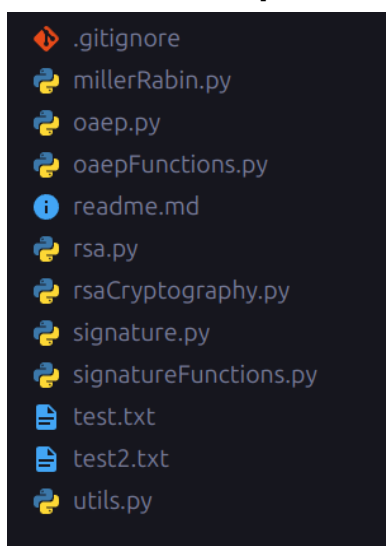 .gitignore
millerRabin.py
oaep.py
oaepFunctions.py
readme.md
rsa.py
rsaCryptography.py
signature.py
signatureFunctions.py
test.txt
test2.txt
utils.py